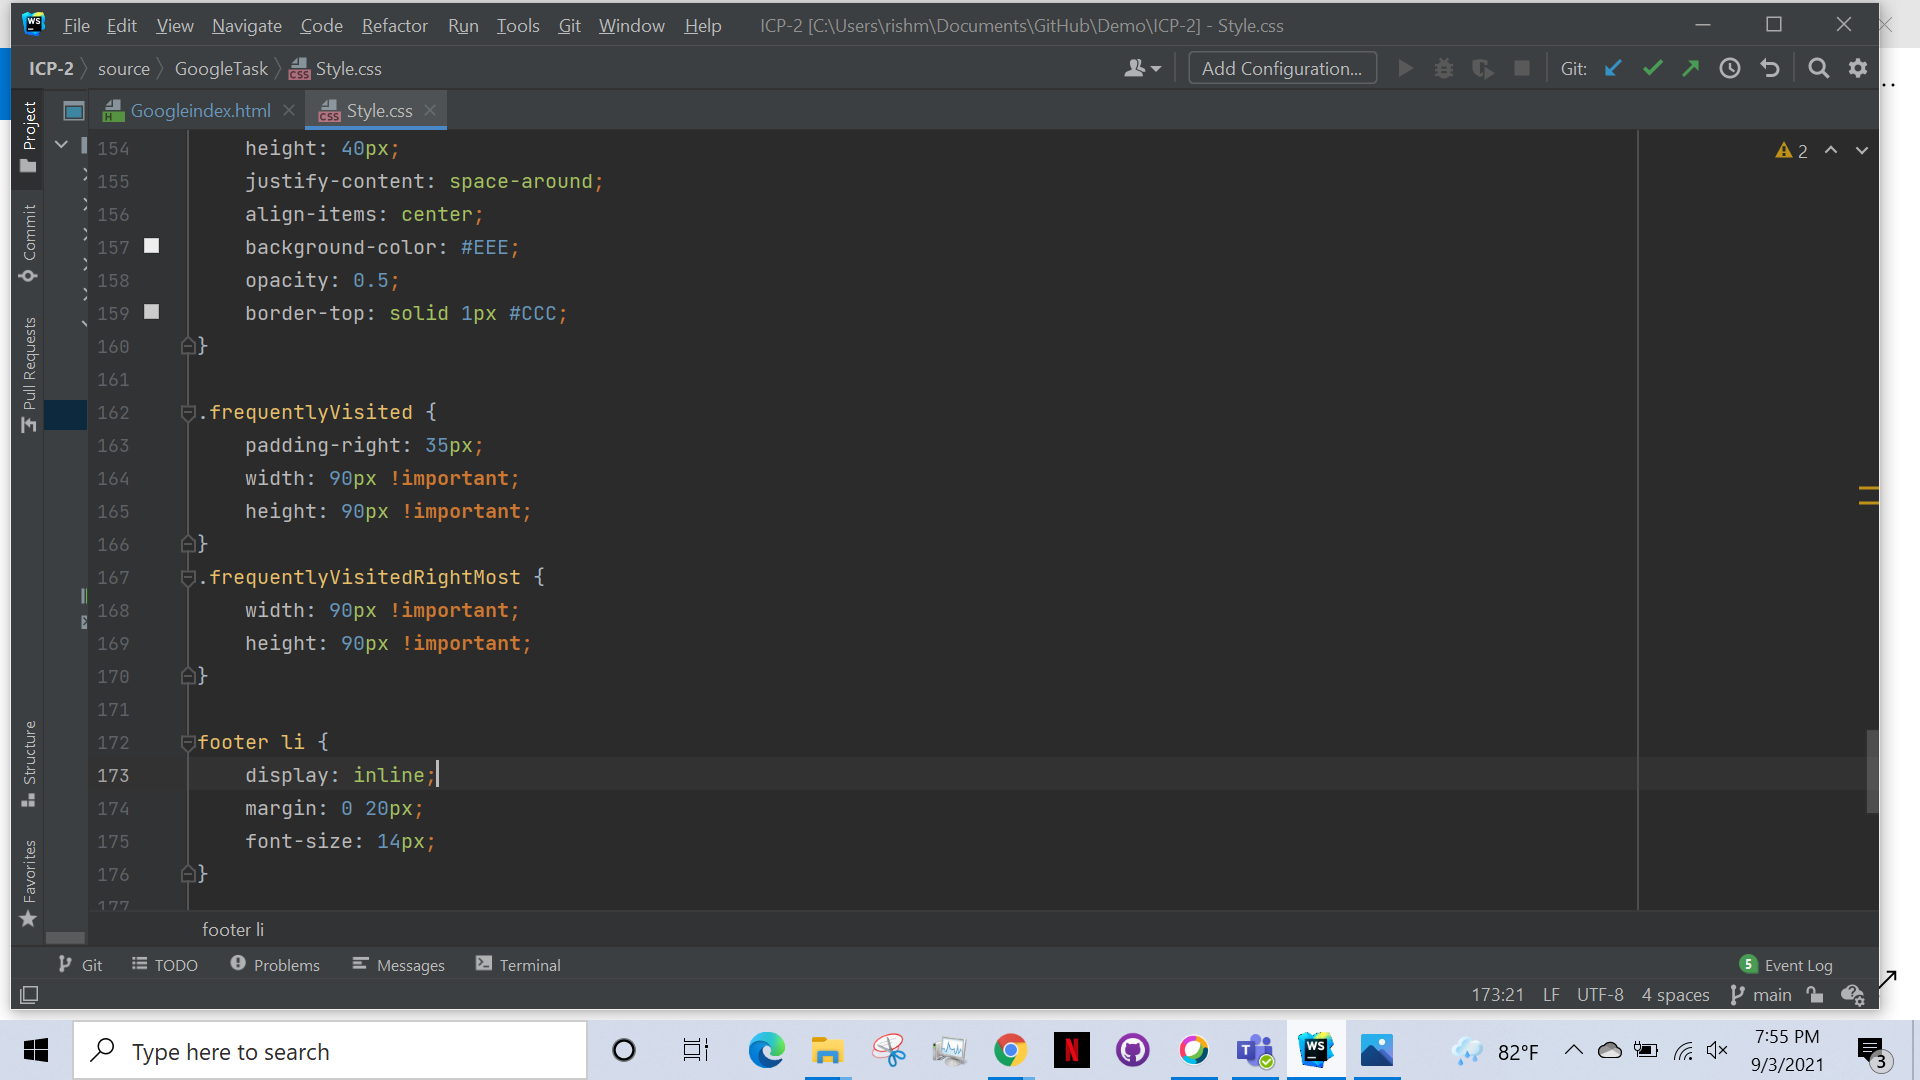 File Edit View Navigate Code Refactor Run Tools Git Window Help ICP-2 [C:\Users\rishm\Documents\GitHub\Demo\ICP-2] - Style.css
ICP-2 source GoogleTask Style.css Add Configuration... Git:
Project
Commit
Pull Requests
Structure
Favorites
Googleindex.html Style.css
2
154 height: 40px;
155 justify-content: space-around;
156 align-items: center;
157 background-color: #EEE;
158 opacity: 0.5;
159 border-top: solid 1px #CCC;
160 }
161
162 .frequentlyVisited {
163 padding-right: 35px;
164 width: 90px !important;
165 height: 90px !important;
166 }
167 .frequentlyVisitedRightMost {
168 width: 90px !important;
169 height: 90px !important;
170 }
171
172 footer li {
173 display: inline;
174 margin: 0 20px;
175 font-size: 14px;
176 }
177
footer li
Git TODO Problems Messages Terminal 5 Event Log
173:21 LF UTF-8 4 spaces main
Type here to search
82°F
7:55 PM
9/3/2021
3